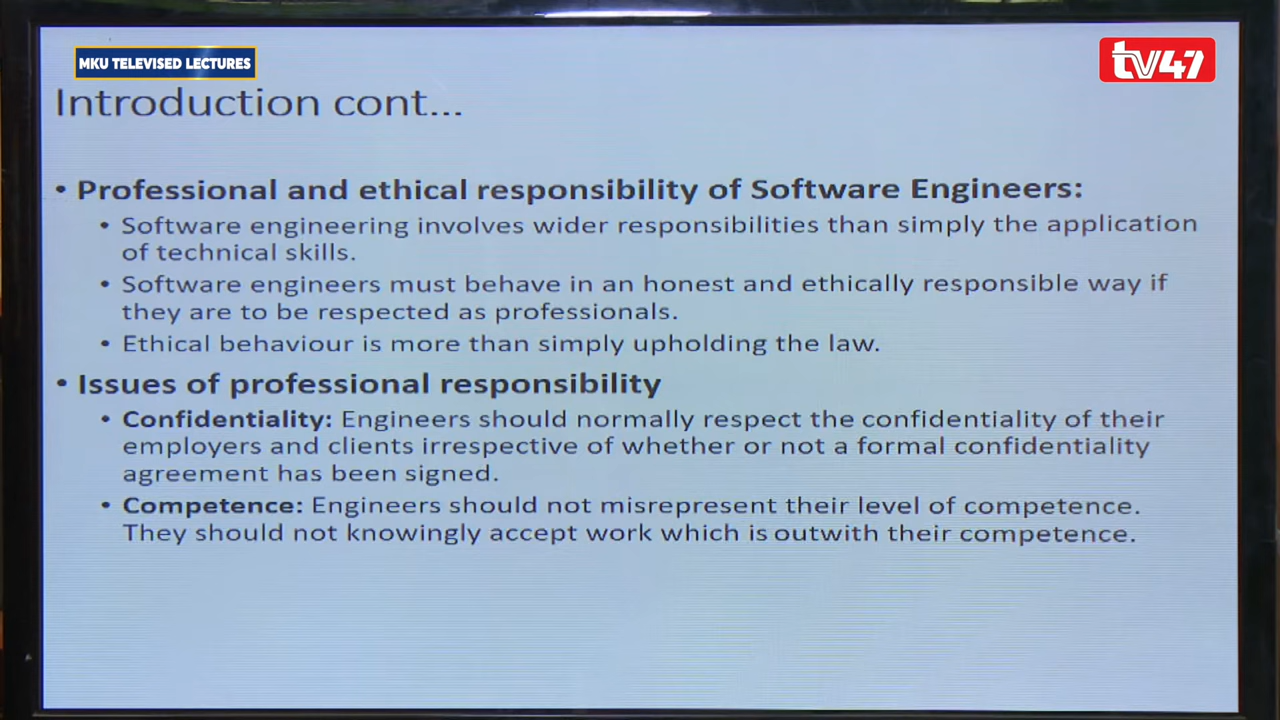 MKU TELEVISED LECTURES
tv47
Introduction cont...
• Professional and ethical responsibility of Software Engineers:
• Software engineering involves wider responsibilities than simply the application
of technical skills.
• Software engineers must behave in an honest and ethically responsible way if
they are to be respected as professionals.
• Ethical behaviour is more than simply upholding the law.
• Issues of professional responsibility
• Confidentiality: Engineers should normally respect the confidentiality of their
employers and clients irrespective of whether or not a formal confidentiality
agreement has been signed.
• Competence: Engineers should not misrepresent their level of competence.
They should not knowingly accept work which is outwith their competence.